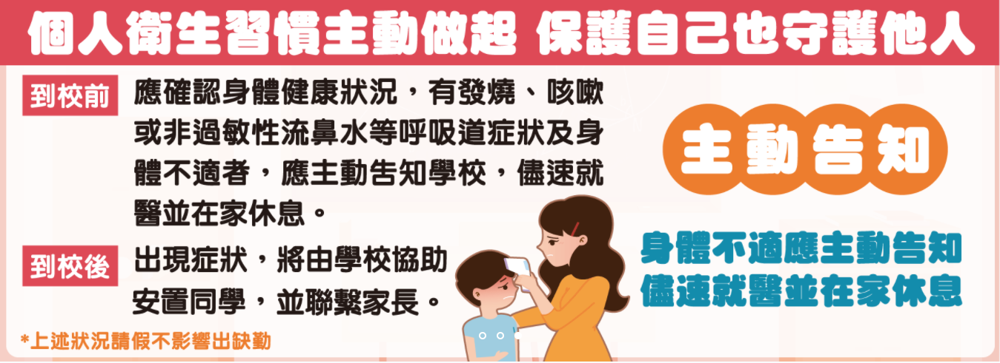 個人衛生習慣主動做起 保護自己也守護他人
到校前
應確認身體健康狀況，有發燒、咳嗽
或非過敏性流鼻水等呼吸道症狀及身
體不適者，應主動告知學校，儘速就
醫並在家休息。
到校後
出現症狀，將由學校協助
安置同學，並聯繫家長。
*上述狀況請假不影響出缺勤
主動告知
身體不適應主動告知
儘速就醫並在家休息